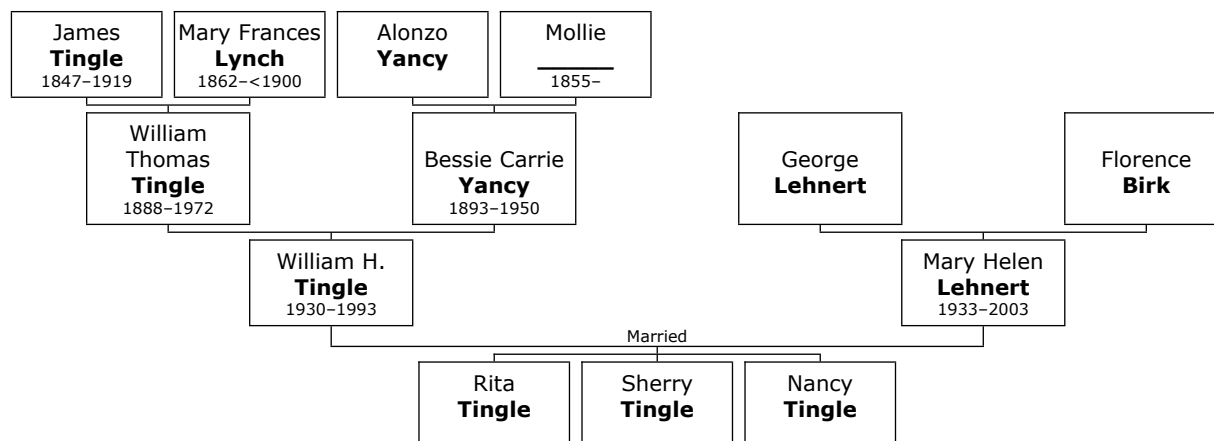 James
Tingle
1847–1919
Mary Frances
Lynch
1862–<1900
Alonzo
Yancy
Mollie
______
1855–
William
Thomas
Tingle
1888–1972
Bessie Carrie
Yancy
1893–1950
George
Lehnert
Florence
Birk
William H.
Tingle
1930–1993
Mary Helen
Lehnert
1933–2003
Married
Rita
Tingle
Sherry
Tingle
Nancy
Tingle